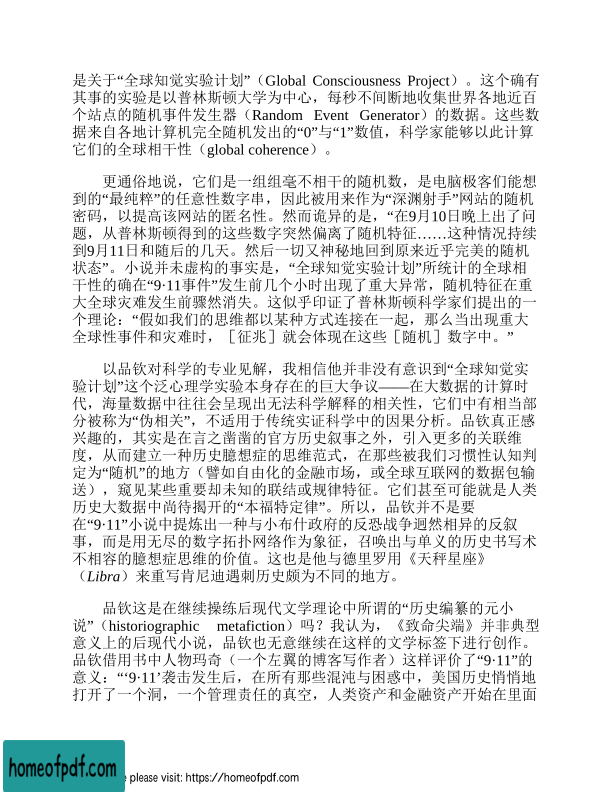 是关于“全球知觉实验计划”（Global Consciousness Project）。这个确有
其事的实验是以普林斯顿大学为中心，每秒不间断地收集世界各地近百
个站点的随机事件发生器（Random Event Generator）的数据。这些数
据来自各地计算机完全随机发出的“0”与“1”数值，科学家能够以此计算
它们的全球相干性（global coherence）。
更通俗地说，它们是一组组毫不相干的随机数，是电脑极客们能想
到的“最纯粹”的任意性数字串，因此被用来作为“深渊射手”网站的随机
密码，以提高该网站的匿名性。然而诡异的是，“在9月10日晚上出了问
题，从普林斯顿得到的这些数字突然偏离了随机特征……这种情况持续
到9月11日和随后的几天。然后一切又神秘地回到原来近乎完美的随机
状态”。小说并未虚构的事实是，“全球知觉实验计划”所统计的全球相
干性的确在“9·11事件”发生前几个小时出现了重大异常，随机特征在重
大全球灾难发生前骤然消失。这似乎印证了普林斯顿科学家们提出的一
个理论：“假如我们的思维都以某种方式连接在一起，那么当出现重大
全球性事件和灾难时，［征兆］就会体现在这些［随机］数字中。”
以品钦对科学的专业见解，我相信他并非没有意识到“全球知觉实
验计划”这个泛心理学实验本身存在的巨大争议——在大数据的计算时
代，海量数据中往往会呈现出无法科学解释的相关性，它们中有相当部
分被称为“伪相关”，不适用于传统实证科学中的因果分析。品钦真正感
兴趣的，其实是在言之凿凿的官方历史叙事之外，引入更多的关联维
度，从而建立一种历史臆想症的思维范式，在那些被我们习惯性认知判
定为“随机”的地方（譬如自由化的金融市场，或全球互联网的数据包输
送），窥见某些重要却未知的联结或规律特征。它们甚至可能就是人类
历史大数据中尚待揭开的“本福特定律”。所以，品钦并不是要
在“9·11”小说中提炼出一种与小布什政府的反恐战争迥然相异的反叙
事，而是用无尽的数字拓扑网络作为象征，召唤出与单义的历史书写术
不相容的臆想症思维的价值。这也是他与德里罗用《天秤星座》
（Libra）来重写肯尼迪遇刺历史颇为不同的地方。
品钦这是在继续操练后现代文学理论中所谓的“历史编纂的元小
说”（historiographic metafiction）吗？我认为，《致命尖端》并非典型
意义上的后现代小说，品钦也无意继续在这样的文学标签下进行创作。
品钦借用书中人物玛奇（一个左翼的博客写作者）这样评价了“9·11”的
意义：“‘9·11’袭击发生后，在所有那些混沌与困惑中，美国历史悄悄地
打开了一个洞，一个管理责任的真空，人类资产和金融资产开始在里面
homeofpdf.com
e please visit: https://homeofpdf.com